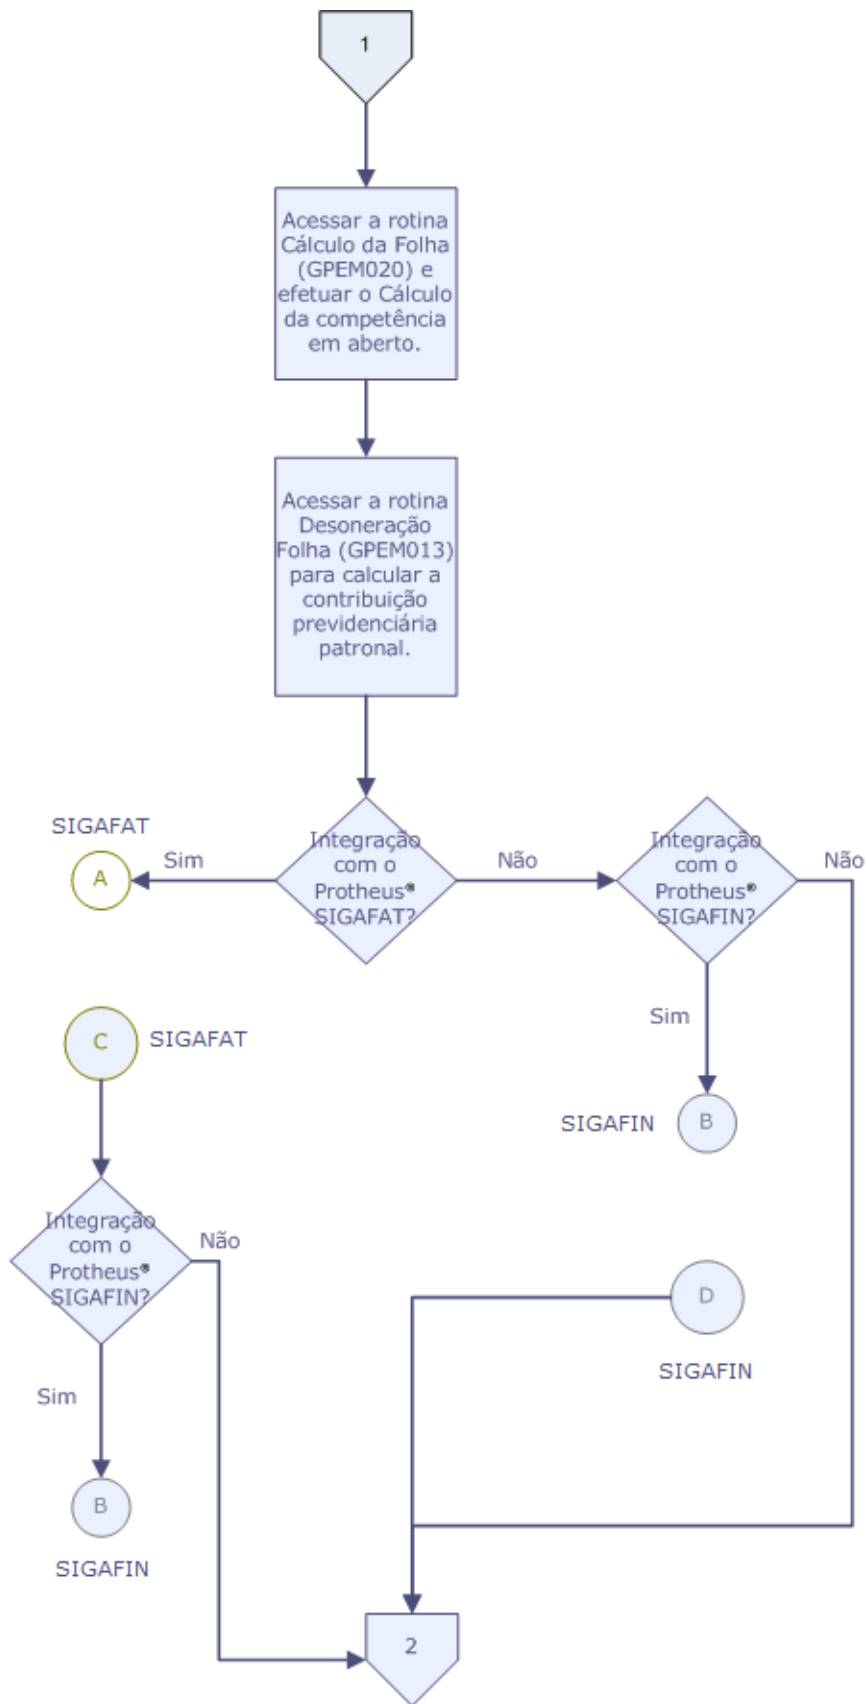 1
Acessar a rotina
Cálculo da Folha
(GPEM020) e
efetuar o Cálculo
da competência
em aberto.
Acessar a rotina
Desoneração
Folha (GPEM013)
para calcular a
contribuição
previdenciária
patronal.
SIGAFAT
A
Sim
Integração
com o
Protheus®
SIGAFAT?
Não
Integração
com o
Protheus®
SIGAFIN?
Não
Sim
SIGAFIN
B
C
SIGAFAT
Integração
com o
Protheus®
SIGAFIN?
Não
Sim
B
SIGAFIN
D
SIGAFIN
2